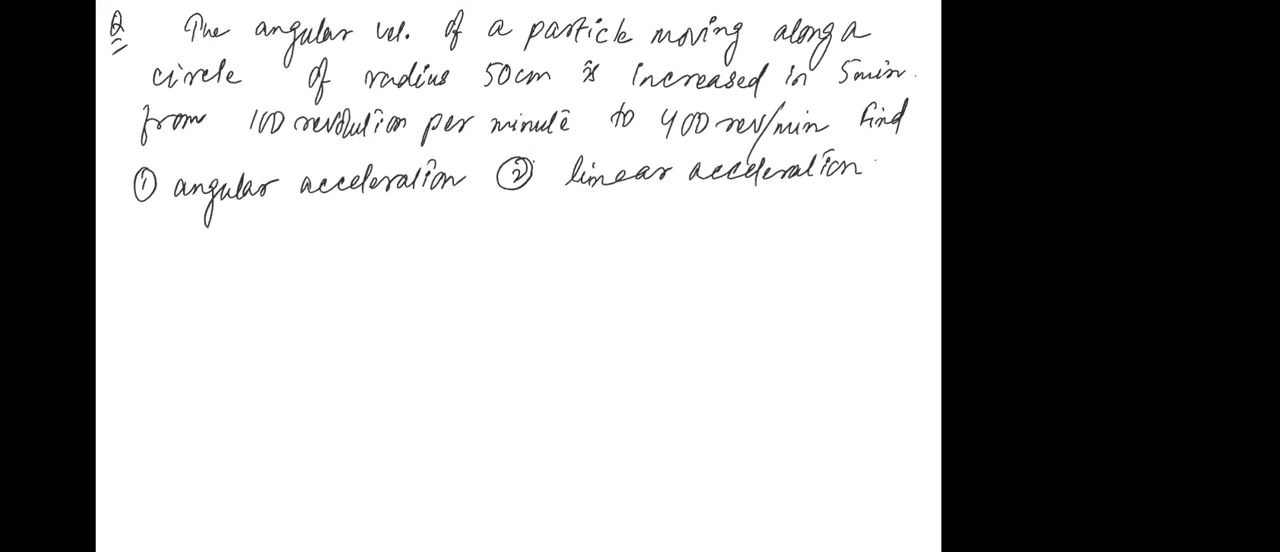 Q The angular vel. of a particle moving along a
circle of radius 50cm is increased in 5min.
from 100 revolution per minute to 400 rev/min find
① angular acceleration ② linear acceleration.